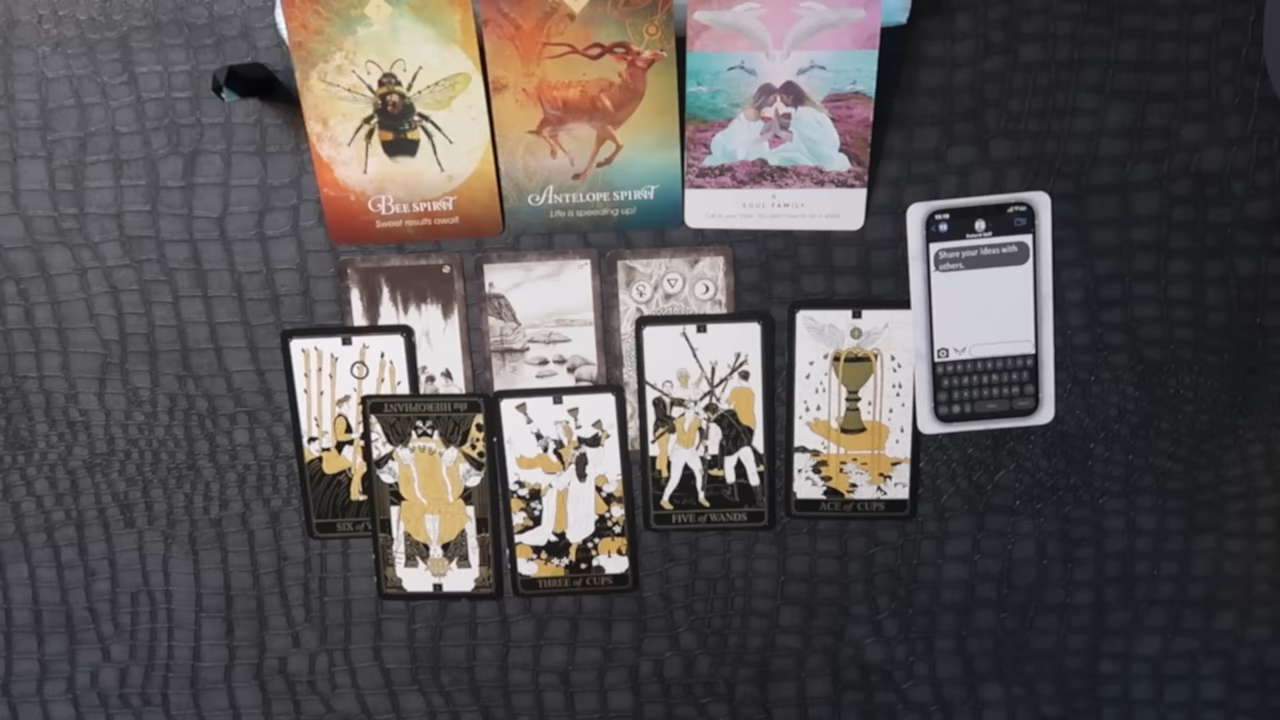 BEE SPIRIT
Sweet results await.
ANTELOPE SPIRIT
Life is speeding up!
SOUL FAMILY
Share your ideas with
others.
SIX of
the HIEROPHANT
THREE of CUPS
FIVE of WANDS
ACE of CUPS